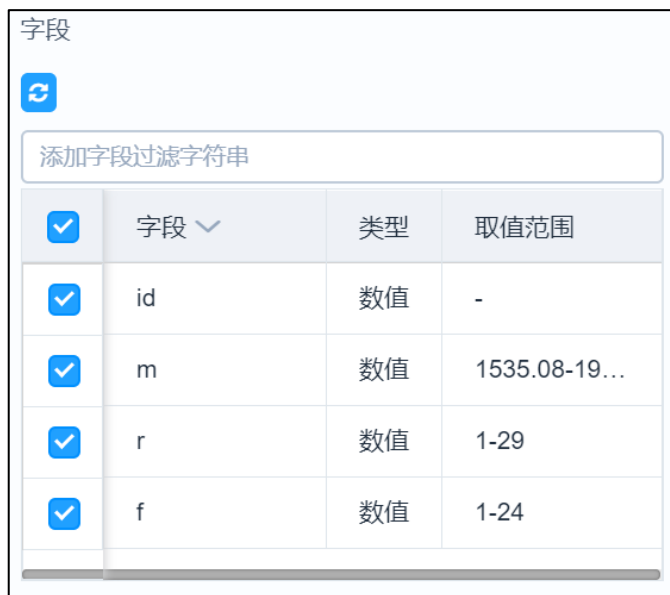 字段
添加字段过滤字符串
字段 类型 取值范围
id 数值 -
m 数值 1535.08-19...
r 数值 1-29
f 数值 1-24